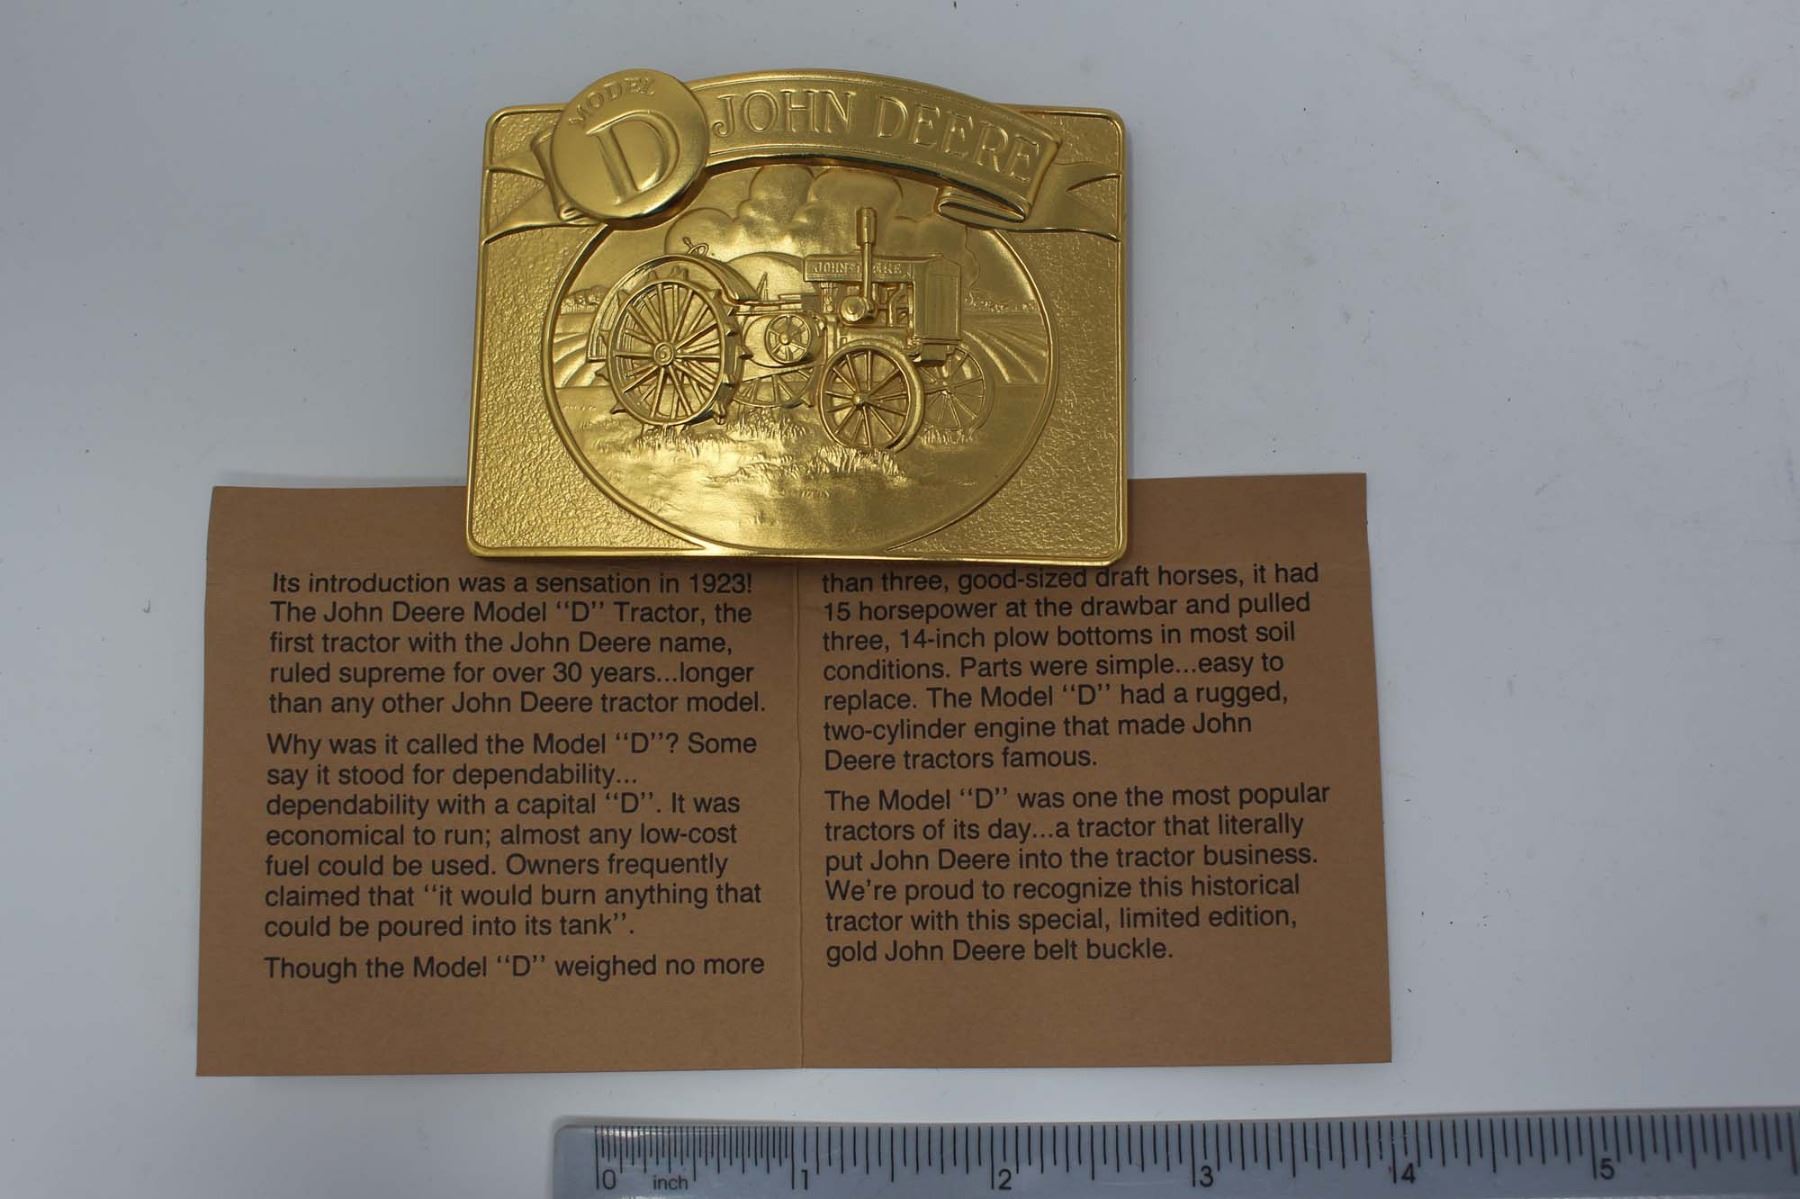 MODEL
D
JOHN DEERE
JOHN DEERE
Its introduction was a sensation in 1923!
The John Deere Model "D" Tractor, the
first tractor with the John Deere name,
ruled supreme for over 30 years...longer
than any other John Deere tractor model.
Why was it called the Model "D"? Some
say it stood for dependability...
dependability with a capital "D". It was
economical to run; almost any low-cost
fuel could be used. Owners frequently
claimed that "it would burn anything that
could be poured into its tank".
Though the Model "D" weighed no more
than three, good-sized draft horses, it had
15 horsepower at the drawbar and pulled
three, 14-inch plow bottoms in most soil
conditions. Parts were simple...easy to
replace. The Model "D" had a rugged,
two-cylinder engine that made John
Deere tractors famous.
The Model "D" was one the most popular
tractors of its day...a tractor that literally
put John Deere into the tractor business.
We're proud to recognize this historical
tractor with this special, limited edition,
gold John Deere belt buckle.
0 inch 1 2 3 4 5